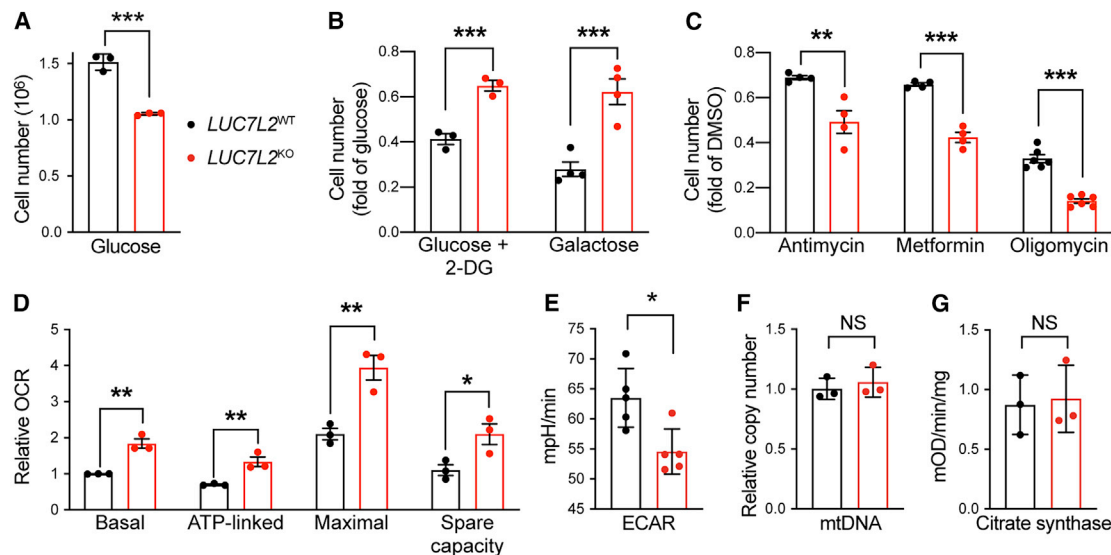 A
Cell number (10⁶)
1.5
1.0
0.5
0.0
***
Glucose
LUC7L2ᵂᵀ
LUC7L2ᴷᴼ
B
Cell number
(fold of glucose)
0.8
0.6
0.4
0.2
0.0
***
***
Glucose +
2-DG
Galactose
C
Cell number
(fold of DMSO)
0.8
0.6
0.4
0.2
0.0
**
***
***
Antimycin
Metformin
Oligomycin
D
Relative OCR
5
4
3
2
1
0
**
**
**
*
Basal
ATP-linked
Maximal
Spare
capacity
E
mpH/min
75
70
65
60
55
50
45
*
ECAR
F
Relative copy number
1.5
1.0
0.5
0.0
NS
mtDNA
G
mOD/min/mg
1.5
1.0
0.5
0.0
NS
Citrate synthase